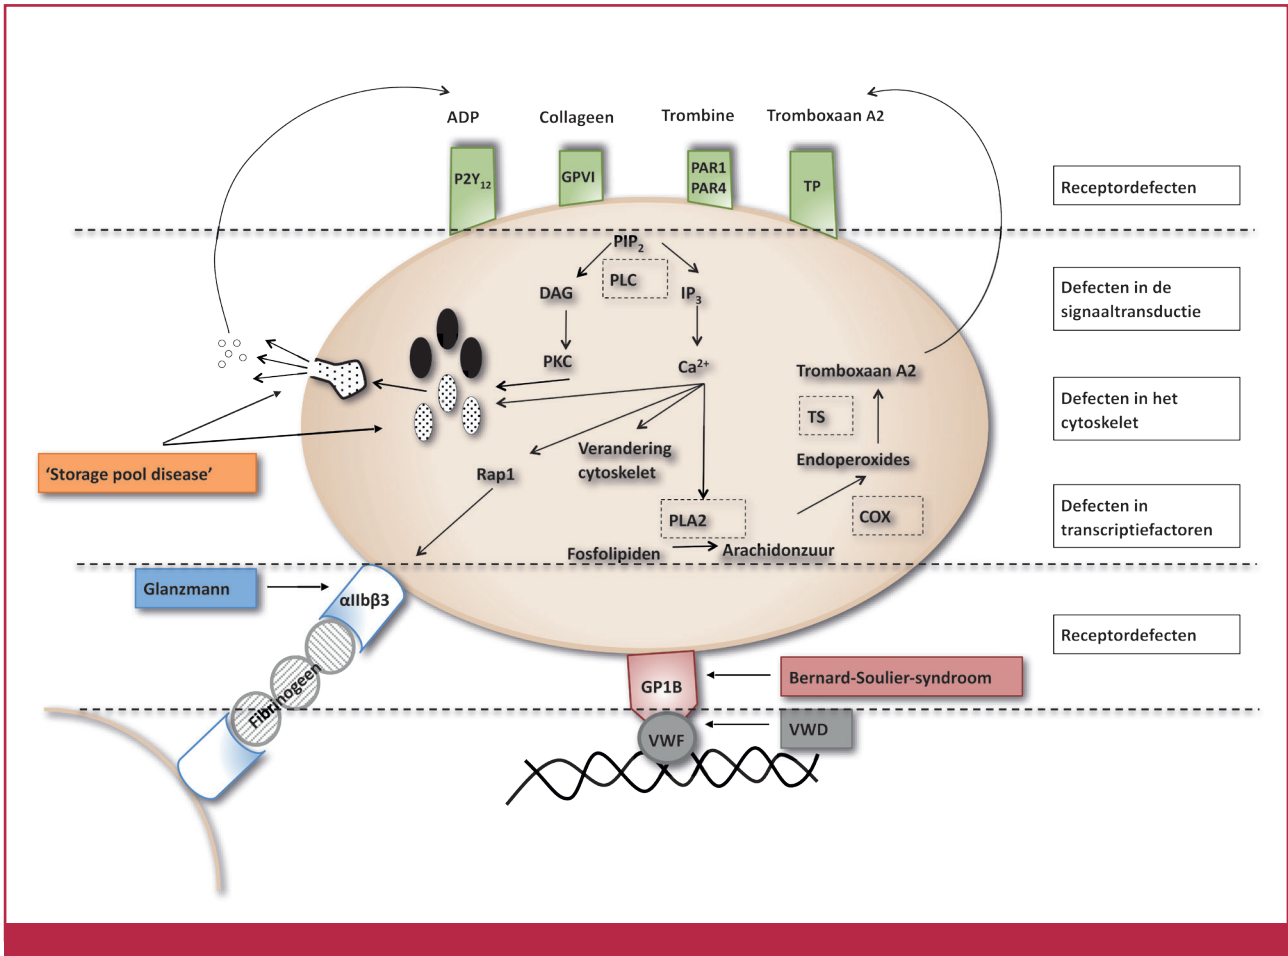 ADP
Collageen
Trombine
Tromboxaan A2
P2Y12
GPVI
PAR1
PAR4
TP
Receptordefecten
PIP2
PLC
DAG
IP3
Defecten in de
signaaltransductie
PKC
Ca2+
Tromboxaan A2
TS
Defecten in het
cytoskelet
Verandering
cytoskelet
Endoperoxides
'Storage pool disease'
Rap1
PLA2
COX
Defecten in
transcriptiefactoren
Fosfolipiden
Arachidonzuur
Glanzmann
αIIbβ3
Fibrinogeen
Receptordefecten
GP1B
Bernard-Soulier-syndroom
VWF
VWD